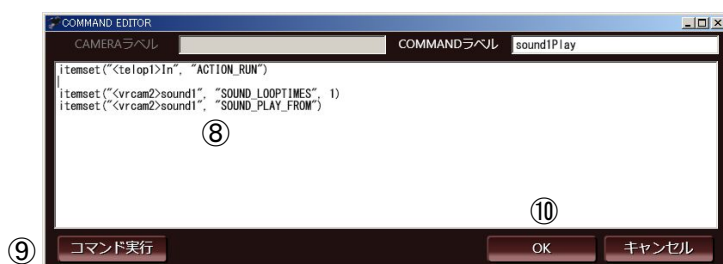 COMMAND EDITOR
CAMERAラベル COMMANDラベル sound1Play
itemset("<telop1>In", "ACTION_RUN")
itemset("<vrcam2>sound1", "SOUND_LOOPTIMES", 1)
itemset("<vrcam2>sound1", "SOUND_PLAY_FROM")
⑧
⑩
⑨ コマンド実行 OK キャンセル